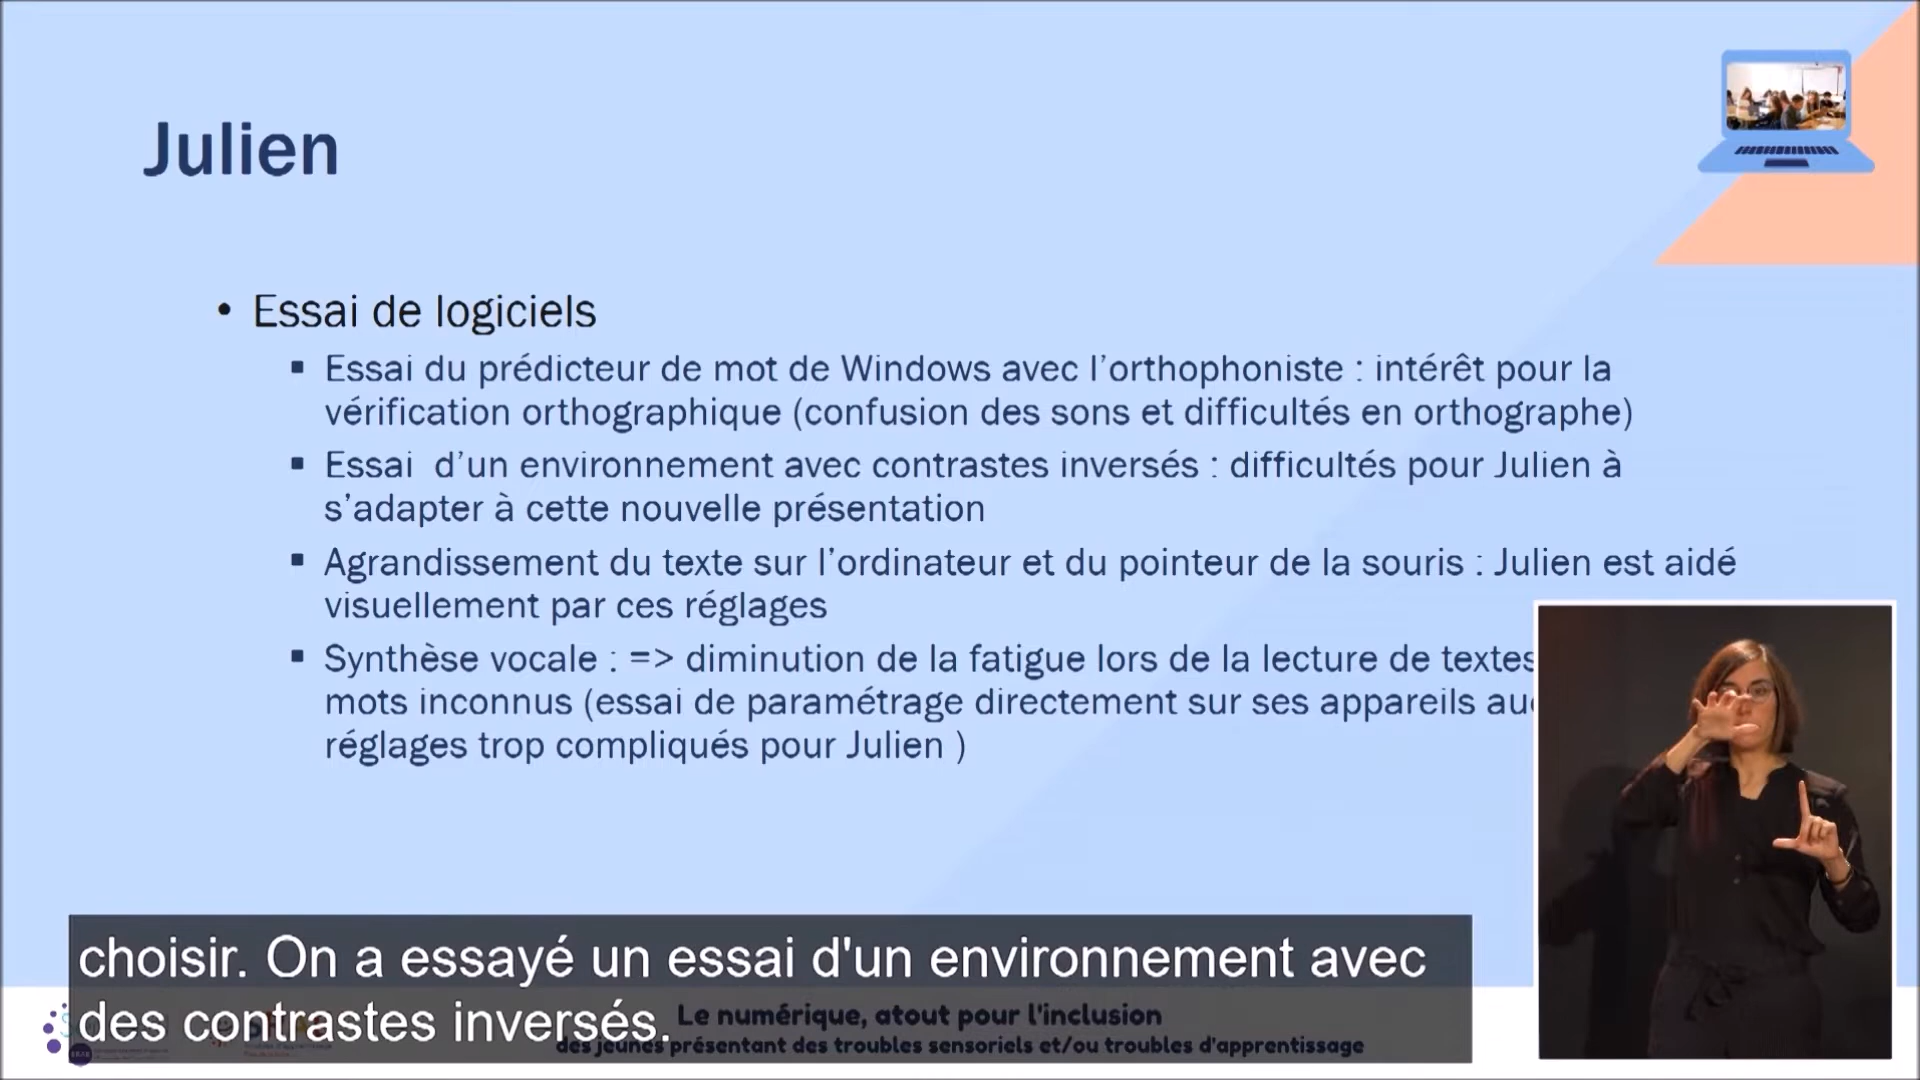 Julien
• Essai de logiciels
▪ Essai du prédicteur de mot de Windows avec l'orthophoniste : intérêt pour la
vérification orthographique (confusion des sons et difficultés en orthographe)
▪ Essai d'un environnement avec contrastes inversés : difficultés pour Julien à
s'adapter à cette nouvelle présentation
▪ Agrandissement du texte sur l'ordinateur et du pointeur de la souris : Julien est aidé
visuellement par ces réglages
▪ Synthèse vocale : => diminution de la fatigue lors de la lecture de textes
mots inconnus (essai de paramétrage directement sur ses appareils
réglages trop compliqués pour Julien )
choisir. On a essayé un essai d'un environnement avec
des contrastes inversés.
Le numérique, atout pour l'inclusion
des jeunes présentant des troubles sensoriels et/ou troubles d'apprentissage